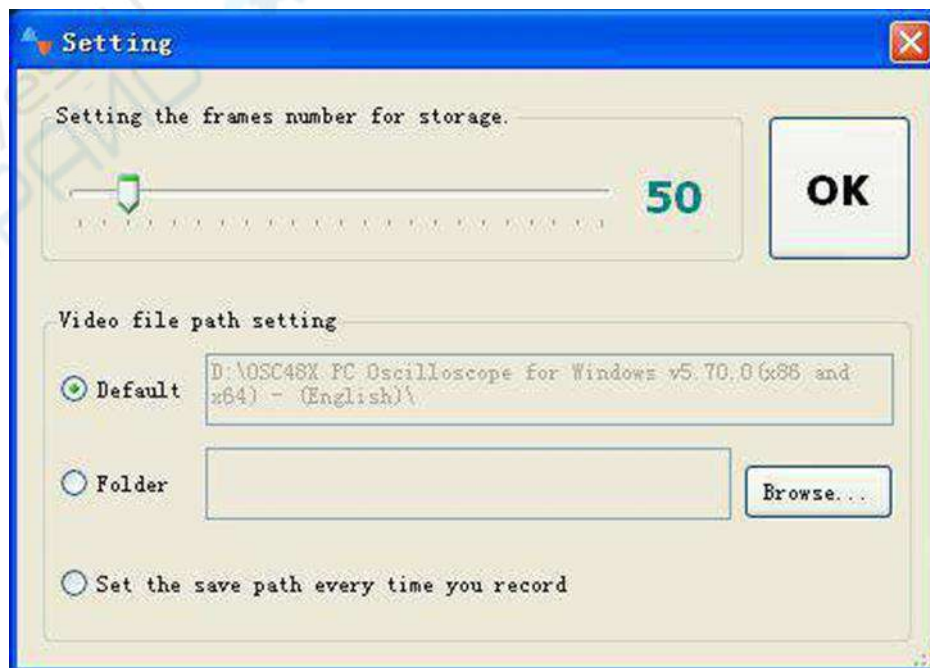 Setting
Setting the frames number for storage.
50
OK
Video file path setting
Default
D:\OSC48X PC Oscilloscope for Windows v5.70.0(x86 and
x64) - (English)\
Folder
Browse...
Set the save path every time you record